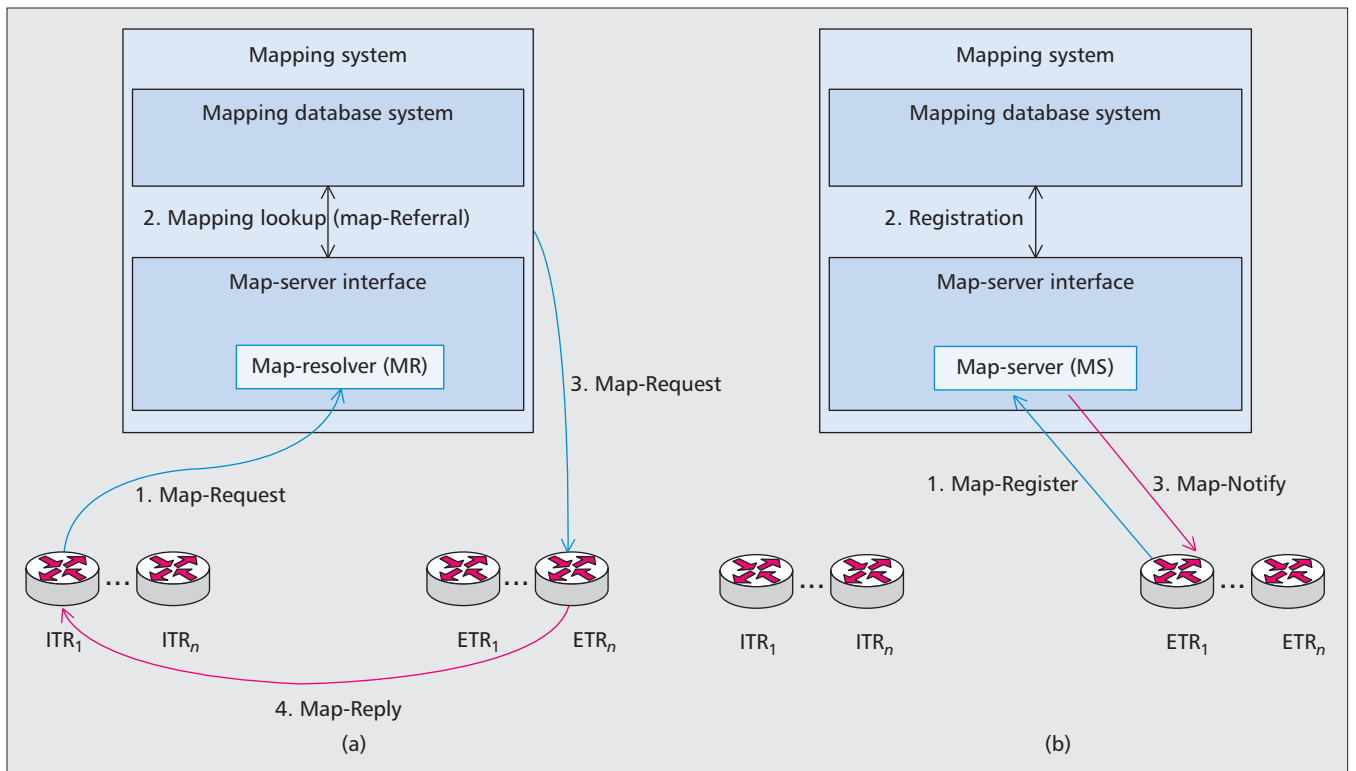 Mapping system
Mapping database system
2. Mapping lookup (map-Referral)
Map-server interface
Map-resolver (MR)
3. Map-Request
1. Map-Request
...
...
ITR1
ITRn
ETR1
ETRn
4. Map-Reply
(a)
Mapping system
Mapping database system
2. Registration
Map-server interface
Map-server (MS)
1. Map-Register
3. Map-Notify
...
...
ITR1
ITRn
ETR1
ETRn
(b)